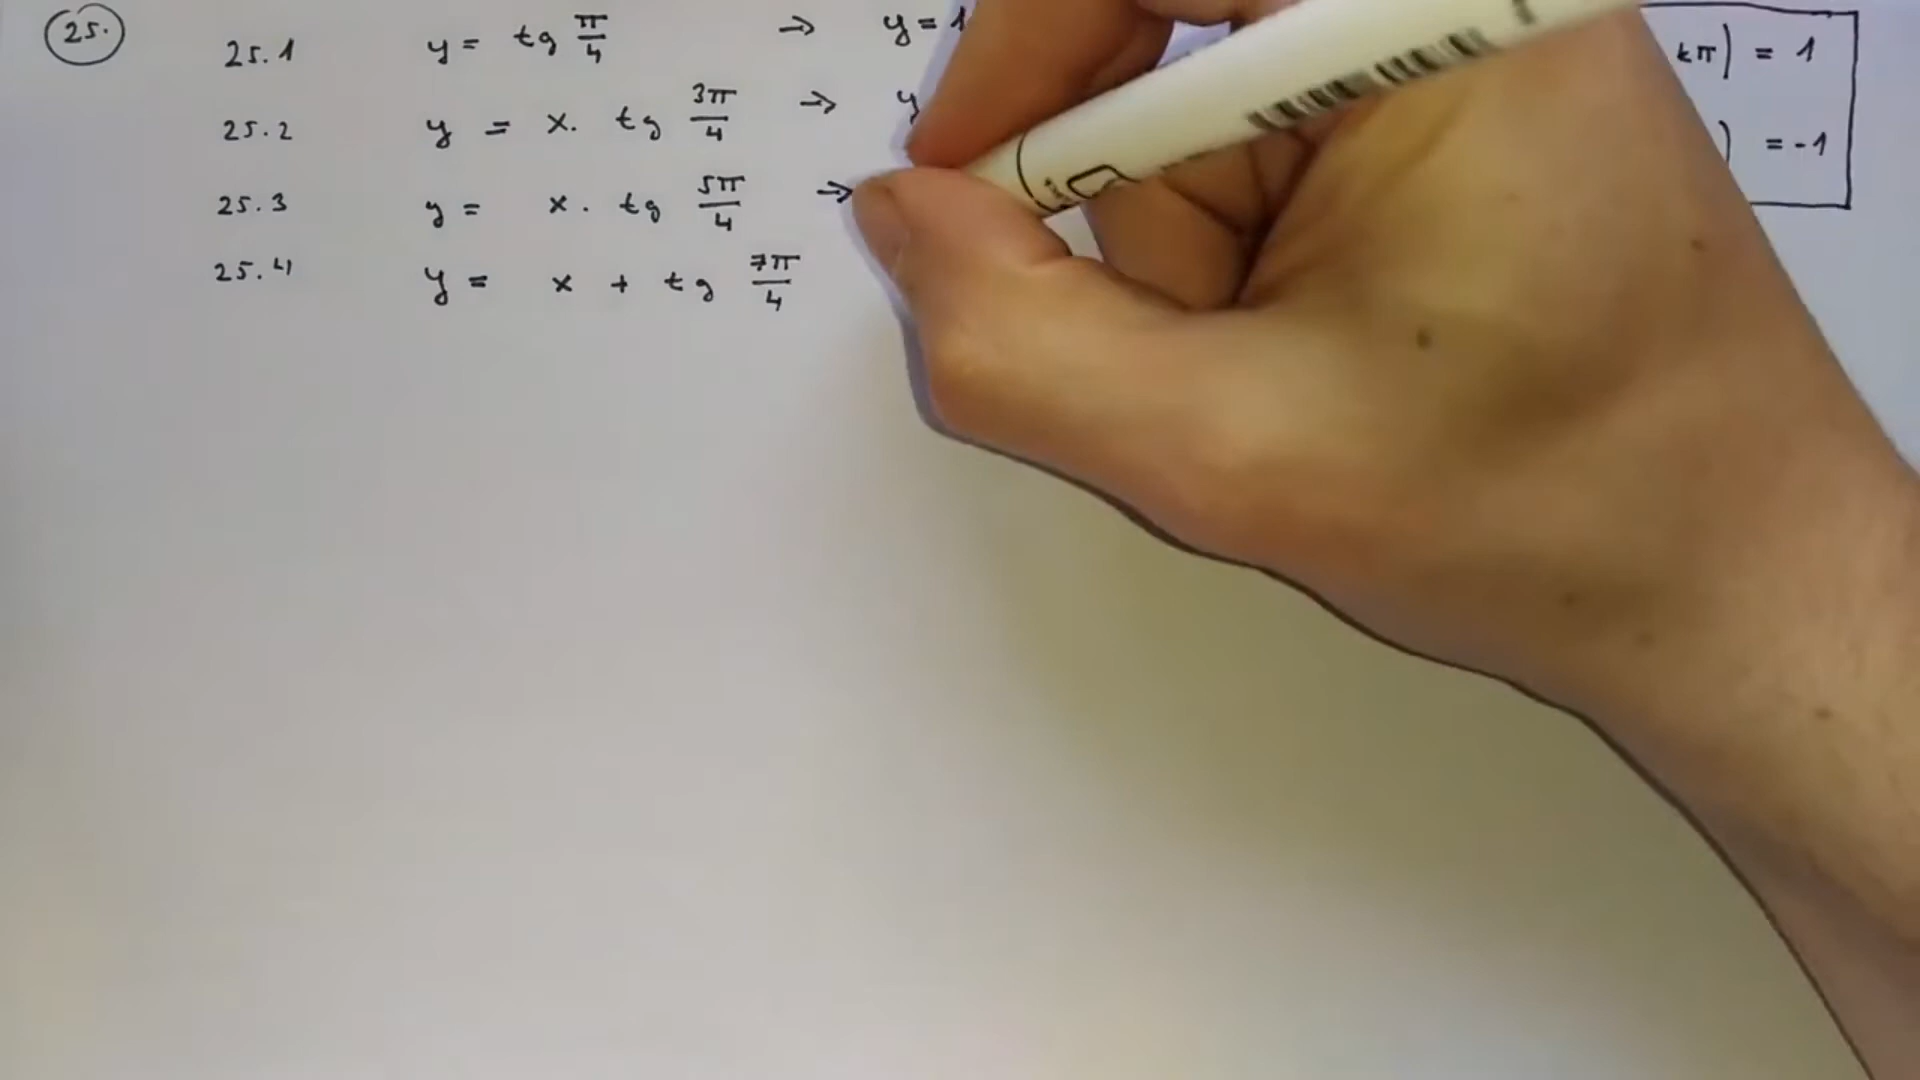 25.
25.1 y = tg π/4 → y = 1
25.2 y = x. tg 3π/4 → y
25.3 y = x. tg 5π/4 →
25.4 y = x + tg 7π/4
kπ) = 1
) = -1